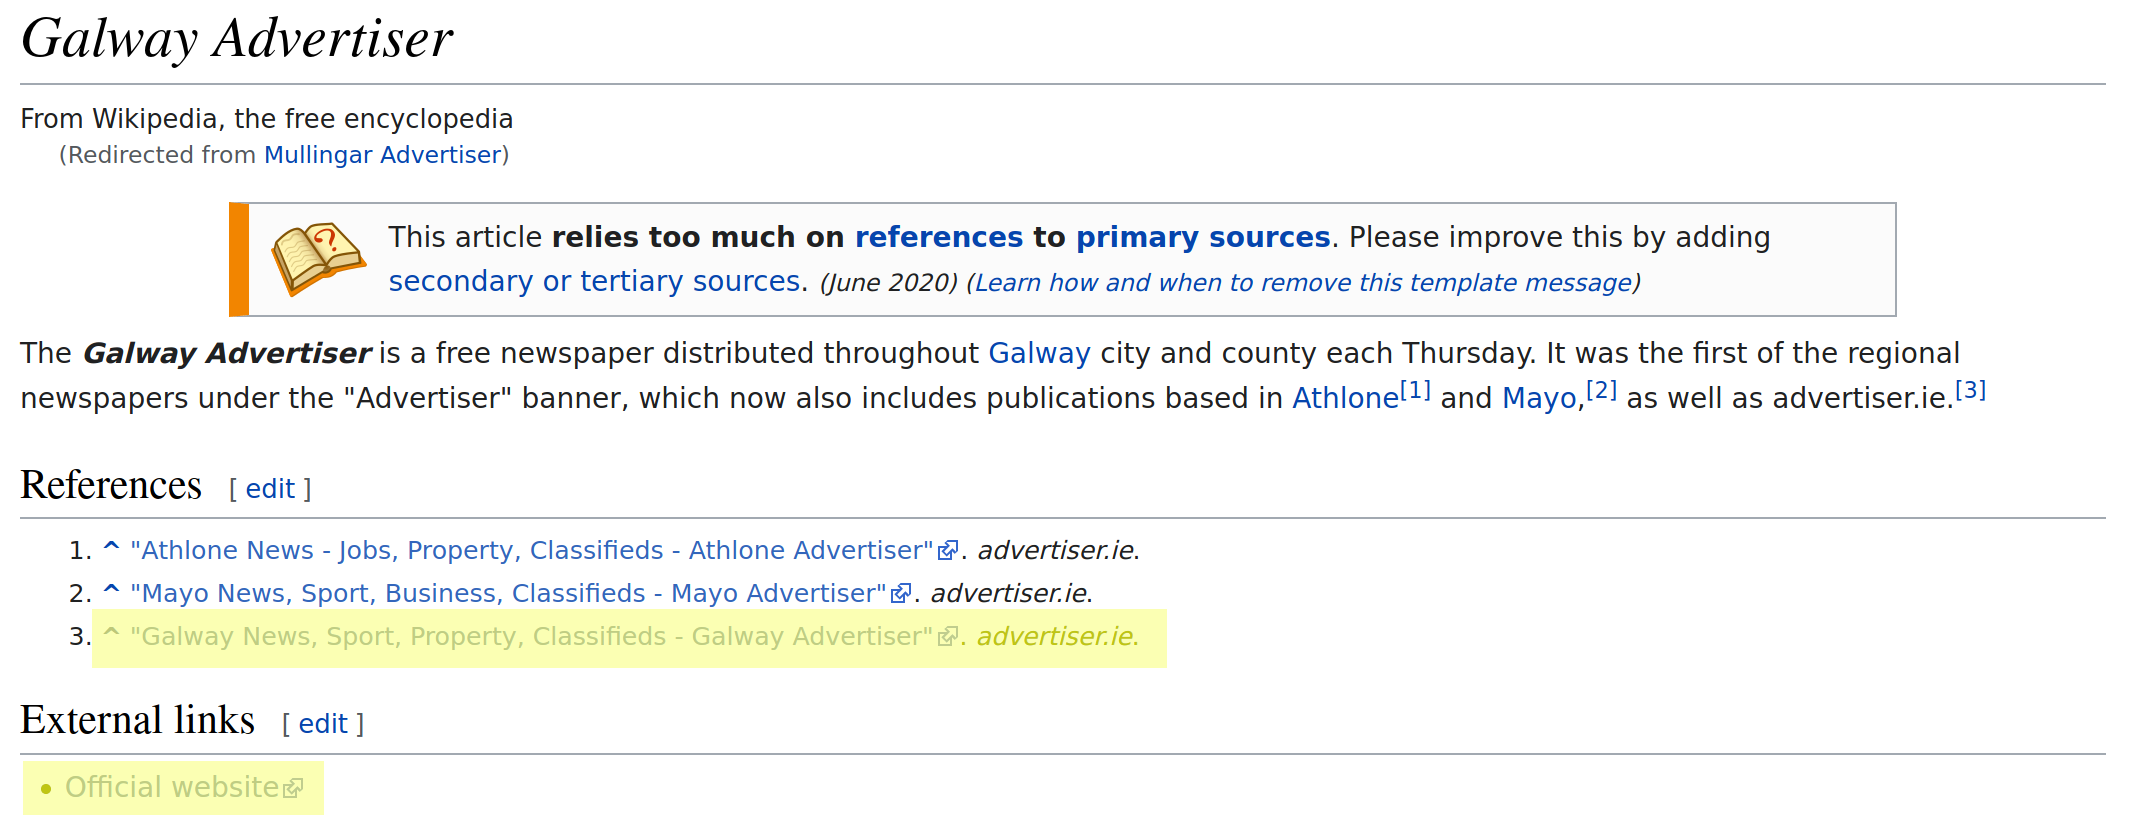 Galway Advertiser
From Wikipedia, the free encyclopedia
(Redirected from Mullingar Advertiser)
This article relies too much on references to primary sources. Please improve this by adding
secondary or tertiary sources. (June 2020) (Learn how and when to remove this template message)
The Galway Advertiser is a free newspaper distributed throughout Galway city and county each Thursday. It was the first of the regional
newspapers under the "Advertiser" banner, which now also includes publications based in Athlone[1] and Mayo,[2] as well as advertiser.ie.[3]
References [ edit ]
1. ^ "Athlone News - Jobs, Property, Classifieds - Athlone Advertiser". advertiser.ie.
2. ^ "Mayo News, Sport, Business, Classifieds - Mayo Advertiser". advertiser.ie.
3. ^ "Galway News, Sport, Property, Classifieds - Galway Advertiser". advertiser.ie.
External links [ edit ]
• Official website